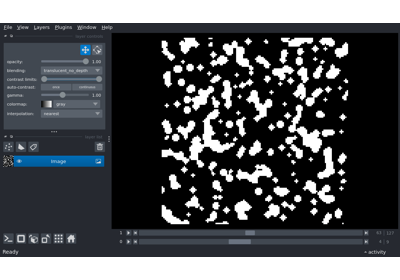 File View Layers Plugins Window Help
opacity: 1.00
blending: translucent_no_depth
contrast limits:
auto-contrast: once continuous
gamma: 1.00
colormap: gray
interpolation: nearest
Image
1
0
Ready
activity